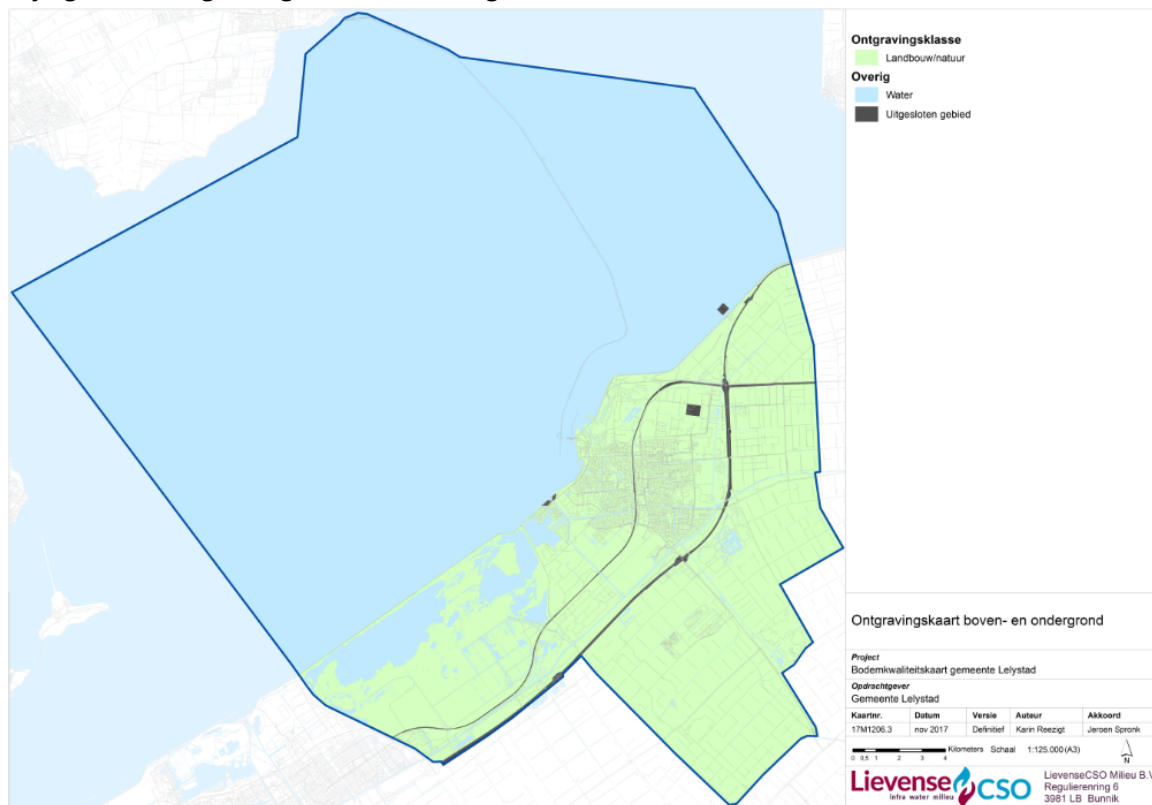 Ontgravingsklasse
Landbouw/natuur
Overig
Water
Uitgesloten gebied
Ontgravingskaart boven- en ondergrond
Project
Bodemkwaliteitskaart gemeente Lelystad
Opdrachtgever
Gemeente Lelystad
Kaartnr. Datum Versie Auteur Akkoord
17M1206.3 nov 2017 Definitief Karin Reezigt Jeroen Spronk
Kilometers Schaal 1:125.000 (A3)
0 0,5 1 2 3 4
N
Lievense CSO
infra water milieu
LievenseCSO Milieu B.V
Regulierenring 6
3981 LB Bunnik